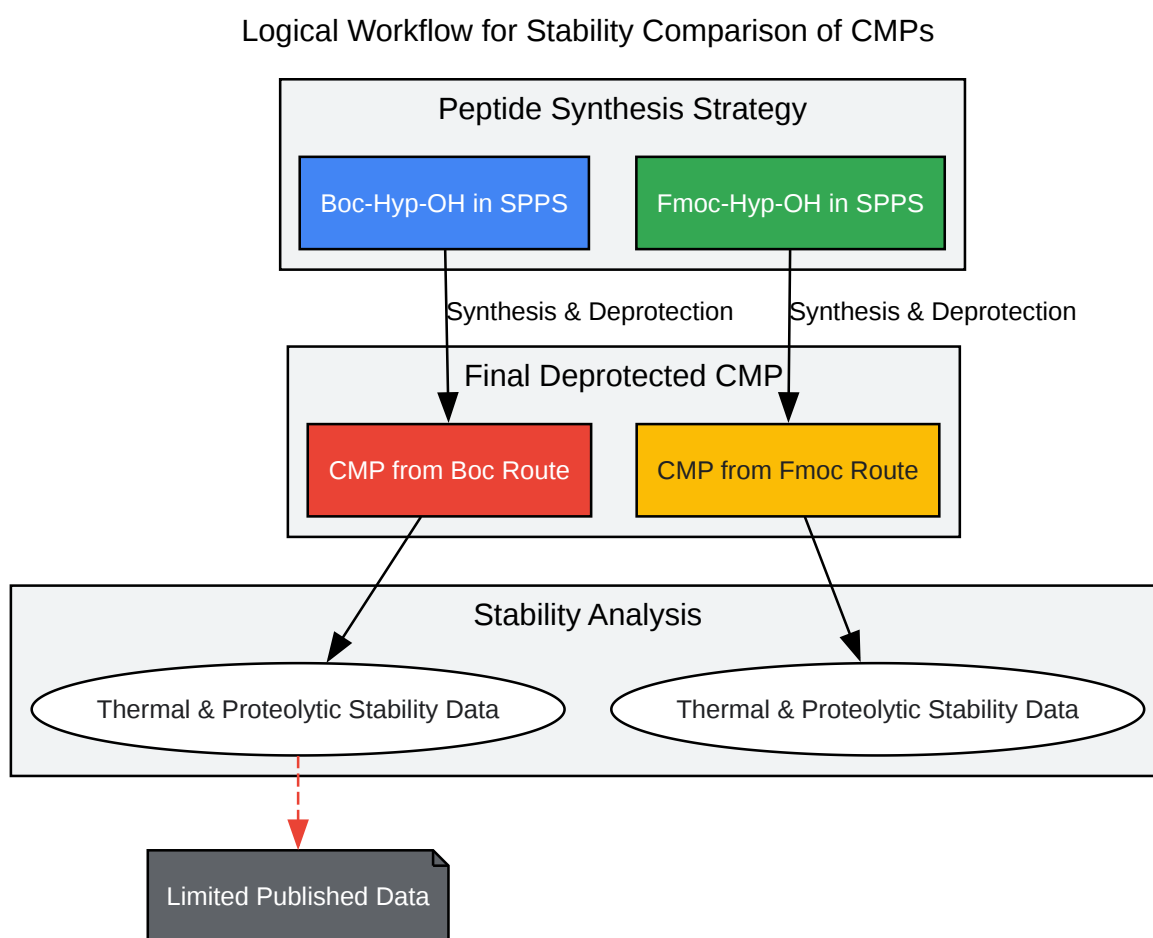 Logical Workflow for Stability Comparison of CMPs
Peptide Synthesis Strategy
Boc-Hyp-OH in SPPS
Fmoc-Hyp-OH in SPPS
Synthesis & Deprotection
Synthesis & Deprotection
Final Deprotected CMP
CMP from Boc Route
CMP from Fmoc Route
Stability Analysis
Thermal & Proteolytic Stability Data
Thermal & Proteolytic Stability Data
Limited Published Data